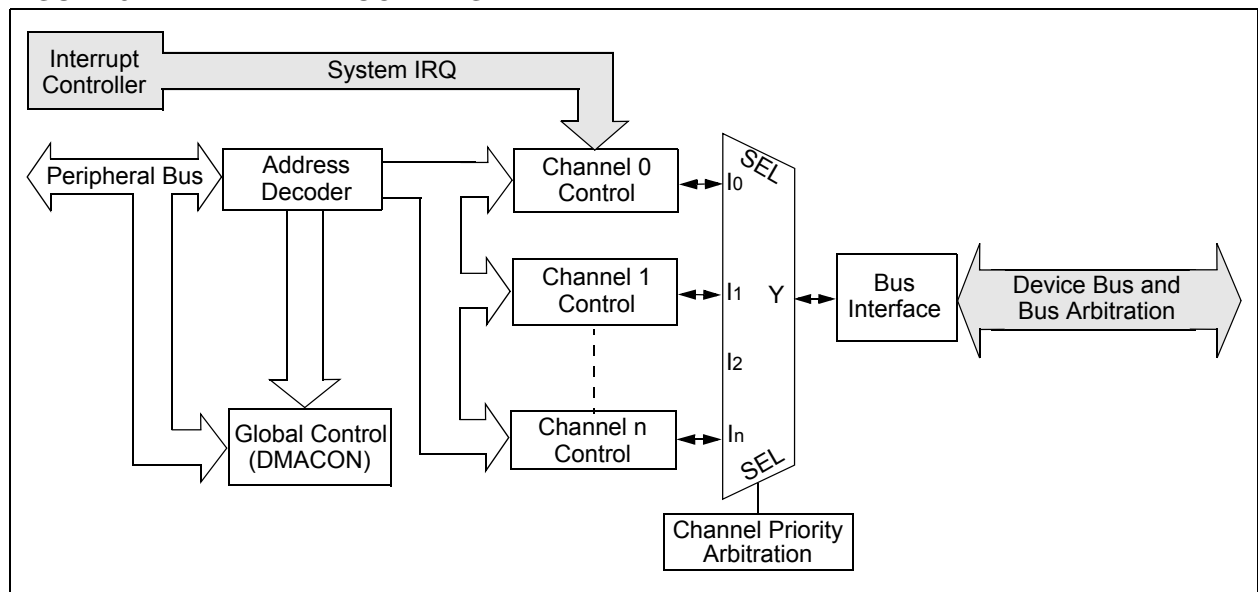 Interrupt
Controller
System IRQ
Peripheral Bus
Address
Decoder
Channel 0
Control
SEL
I0
Channel 1
Control
I1
Y
Bus
Interface
Device Bus and
Bus Arbitration
I2
Global Control
(DMACON)
Channel n
Control
In
SEL
Channel Priority
Arbitration